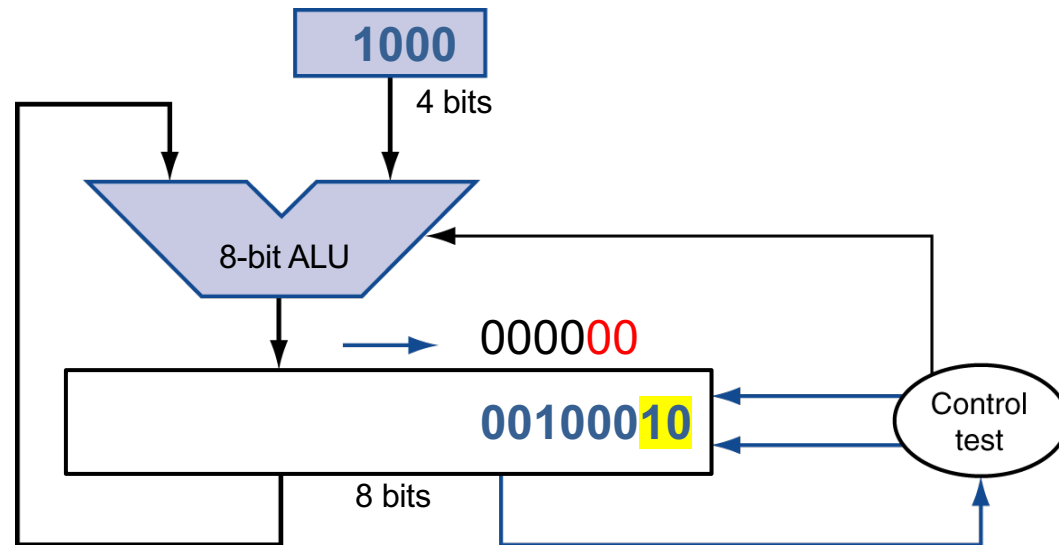 1000
4 bits
8-bit ALU
000000
00100010
Control
test
8 bits